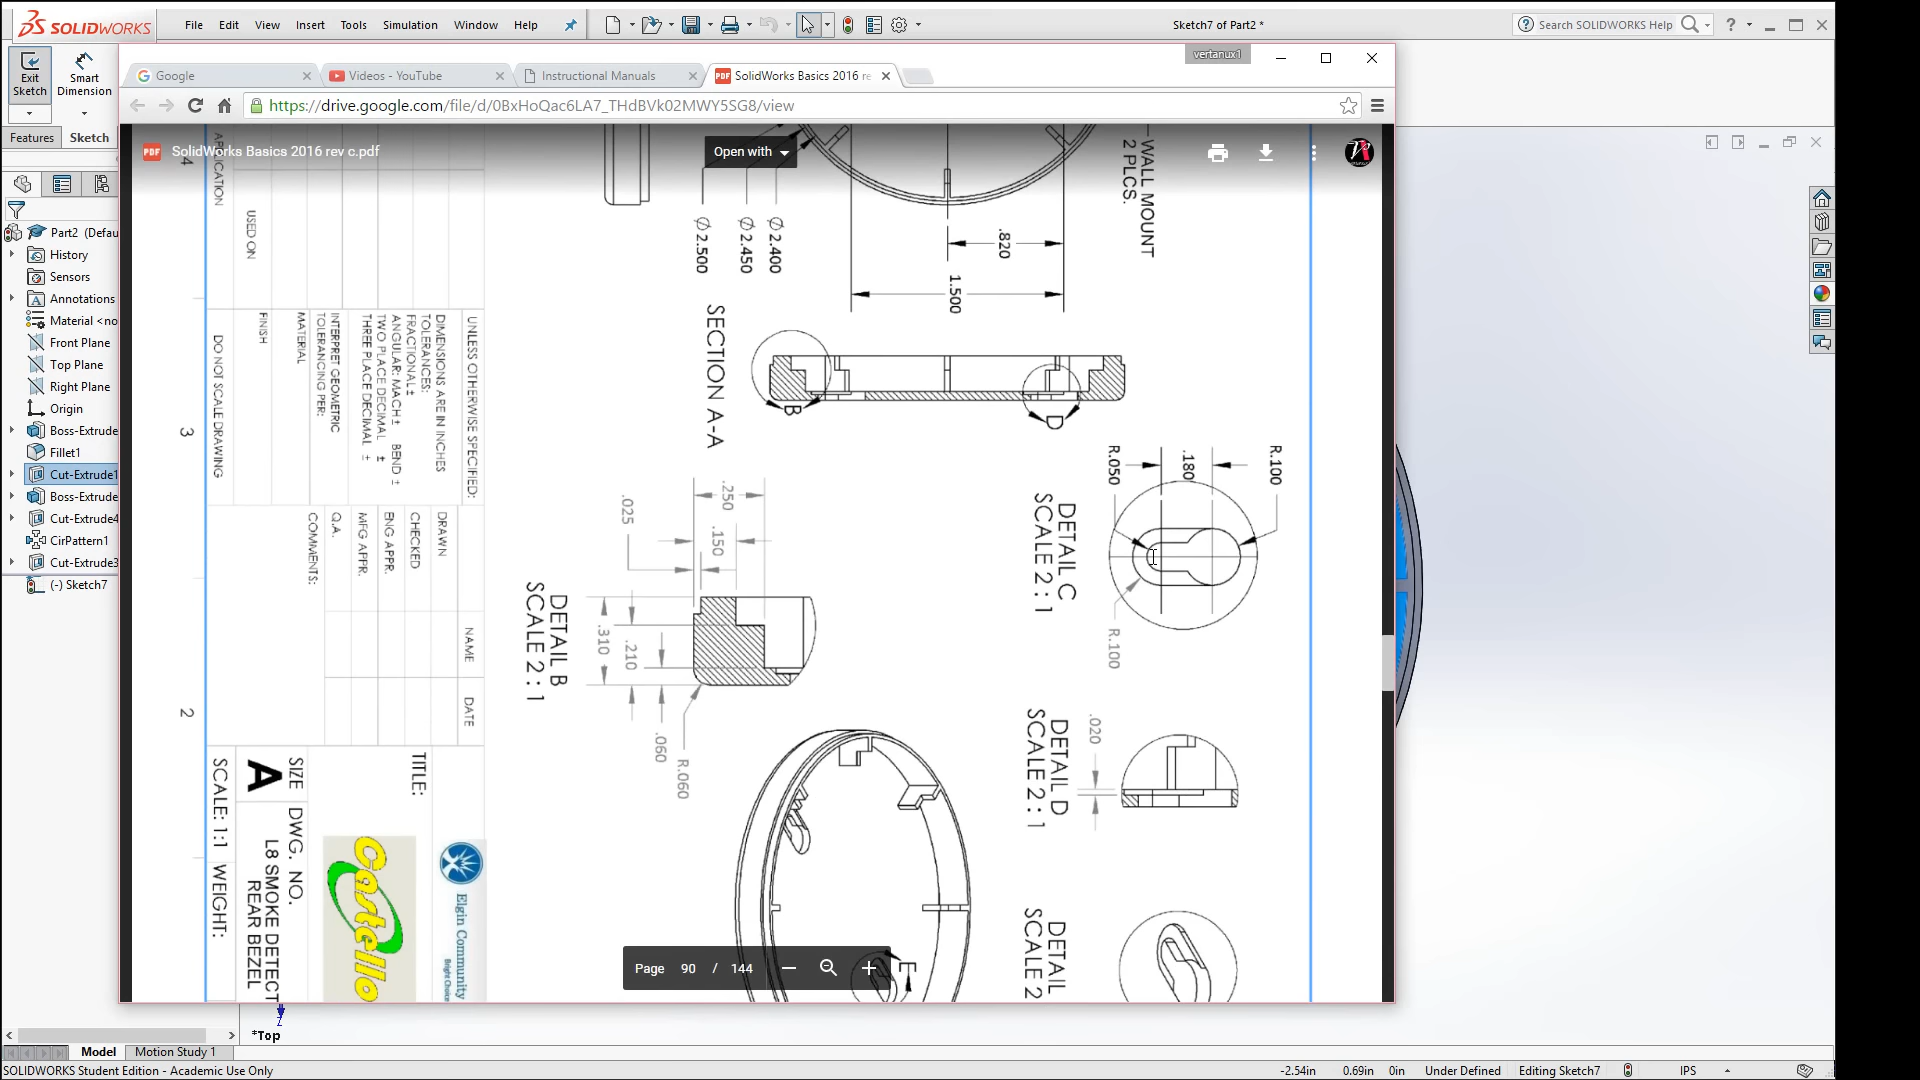 SOLIDWORKS
File Edit View Insert Tools Simulation Window Help
Sketch7 of Part2 *
Search SOLIDWORKS Help
Exit Sketch
Smart Dimension
Features Sketch
vertanux1
Google
Videos - YouTube
Instructional Manuals
SolidWorks Basics 2016 re
https://drive.google.com/file/d/0BxHoQac6LA7_THdBVk02MWY5SG8/view
SolidWorks Basics 2016 rev c.pdf
Open with
Part2 (Defau
History
Sensors
Annotations
Material <no
Front Plane
Top Plane
Right Plane
Origin
Boss-Extrude
Fillet1
Cut-Extrude1
Boss-Extrude
Cut-Extrude4
CirPattern1
Cut-Extrude3
(-) Sketch7
WALL MOUNT
2 PLCS.
.820
1.500
Ø 2.400
Ø 2.450
Ø 2.500
SECTION A-A
B
D
R.050
.180
R.100
R.100
DETAIL C
SCALE 2 : 1
.250
.150
.025
.310
.210
.060
R.060
DETAIL B
SCALE 2 : 1
.020
DETAIL D
SCALE 2 : 1
DETAIL
SCALE 2
E
4
3
2
APPLICATION
USED ON
UNLESS OTHERWISE SPECIFIED:
DIMENSIONS ARE IN INCHES
TOLERANCES:
FRACTIONAL ±
ANGULAR: MACH ± BEND ±
TWO PLACE DECIMAL ±
THREE PLACE DECIMAL ±
INTERPRET GEOMETRIC
TOLERANCING PER:
MATERIAL
FINISH
DO NOT SCALE DRAWING
NAME
DATE
DRAWN
CHECKED
ENG APPR.
MFG APPR.
Q.A.
COMMENTS:
TITLE:
Elgin Community
Bright Choice
Castello
SIZE
A
DWG. NO.
L8 SMOKE DETECT
REAR BEZEL
SCALE: 1:1
WEIGHT:
Page 90 / 144
Z
*Top
Model
Motion Study 1
SOLIDWORKS Student Edition - Academic Use Only
-2.54in
0.69in
0in
Under Defined
Editing Sketch7
IPS